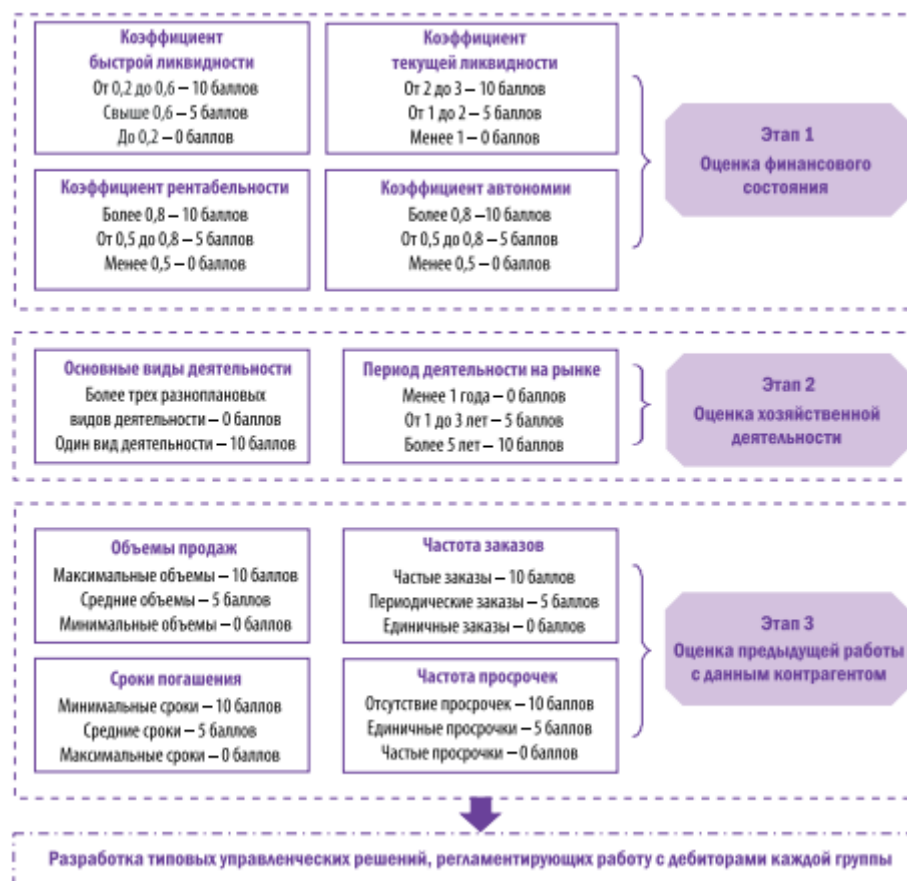 Коэффициент
быстрой ликвидности
От 0,2 до 0,6 – 10 баллов
Свыше 0,6 – 5 баллов
До 0,2 – 0 баллов
Коэффициент
текущей ликвидности
От 2 до 3 – 10 баллов
От 1 до 2 – 5 баллов
Менее 1 – 0 баллов
Коэффициент рентабельности
Более 0,8 – 10 баллов
От 0,5 до 0,8 – 5 баллов
Менее 0,5 – 0 баллов
Коэффициент автономии
Более 0,8 –10 баллов
От 0,5 до 0,8 – 5 баллов
Менее 0,5 – 0 баллов
Этап 1
Оценка финансового
состояния
Основные виды деятельности
Более трех разноплановых
видов деятельности – 0 баллов
Один вид деятельности – 10 баллов
Период деятельности на рынке
Менее 1 года – 0 баллов
От 1 до 3 лет – 5 баллов
Более 5 лет – 10 баллов
Этап 2
Оценка хозяйственной
деятельности
Объемы продаж
Максимальные объемы – 10 баллов
Средние объемы – 5 баллов
Минимальные объемы – 0 баллов
Частота заказов
Частые заказы – 10 баллов
Периодические заказы – 5 баллов
Единичные заказы – 0 баллов
Сроки погашения
Минимальные сроки – 10 баллов
Средние сроки – 5 баллов
Максимальные сроки – 0 баллов
Частота просрочек
Отсутствие просрочек – 10 баллов
Единичные просрочки – 5 баллов
Частые просрочки – 0 баллов
Этап 3
Оценка предыдущей работы
с данным контрагентом
Разработка типовых управленческих решений, регламентирующих работу с дебиторами каждой группы